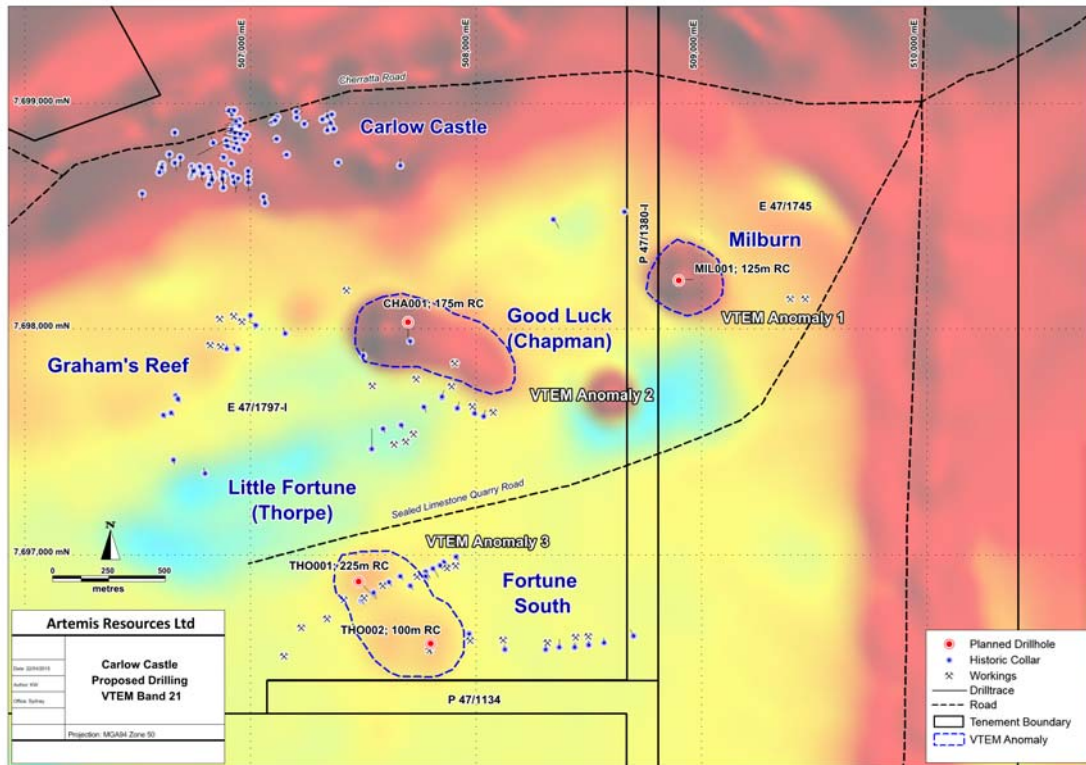 507,000 mE
508,000 mE
509,000 mE
510,000 mE
7,699,000 mN
Cherratta Road
Carlow Castle
P 47/1380-I
E 47/1745
Milburn
MIL001; 125m RC
VTEM Anomaly 1
CHA001; 175m RC
7,698,000 mN
Good Luck
(Chapman)
Graham's Reef
VTEM Anomaly 2
E 47/1797-I
Little Fortune
(Thorpe)
Sealed Limestone Quarry Road
7,697,000 mN
VTEM Anomaly 3
THO001; 225m RC
Fortune
South
THO002; 100m RC
P 47/1134
N
0 250 500
metres
Artemis Resources Ltd
Carlow Castle
Proposed Drilling
VTEM Band 21
Office: Sydney
Projection: MGA94 Zone 50
Planned Drillhole
Historic Collar
Workings
Drilltrace
Road
Tenement Boundary
VTEM Anomaly